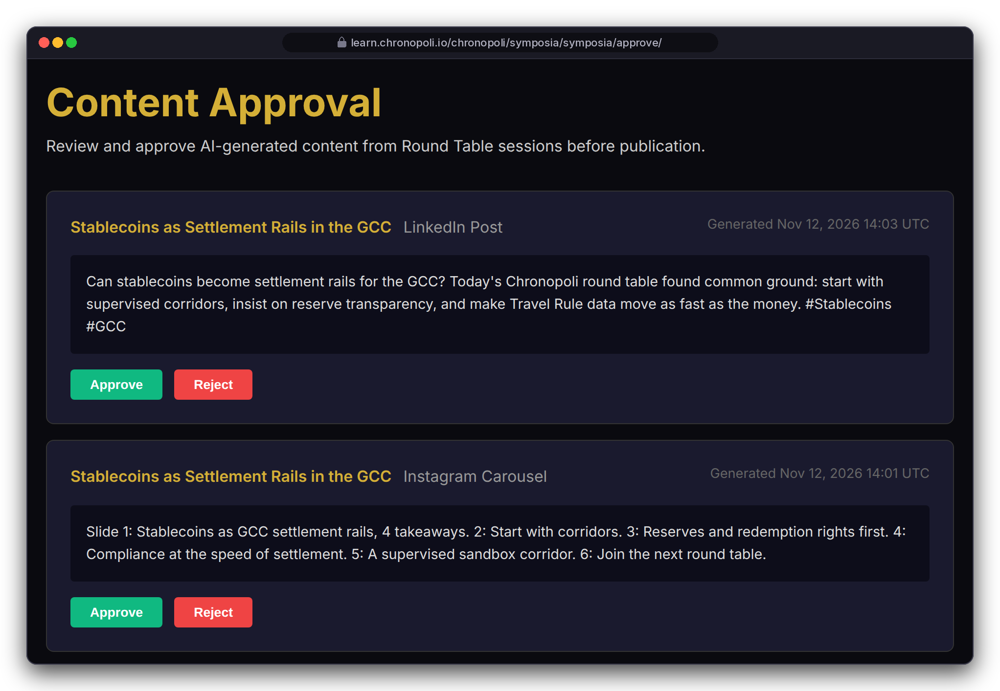 learn.chronopoli.io/chronopoli/symposia/symposia/approve/
Content Approval
Review and approve AI-generated content from Round Table sessions before publication.
Stablecoins as Settlement Rails in the GCC LinkedIn Post
Generated Nov 12, 2026 14:03 UTC
Can stablecoins become settlement rails for the GCC? Today's Chronopoli round table found common ground: start with
supervised corridors, insist on reserve transparency, and make Travel Rule data move as fast as the money. #Stablecoins
#GCC
Approve
Reject
Stablecoins as Settlement Rails in the GCC Instagram Carousel
Generated Nov 12, 2026 14:01 UTC
Slide 1: Stablecoins as GCC settlement rails, 4 takeaways. 2: Start with corridors. 3: Reserves and redemption rights first. 4:
Compliance at the speed of settlement. 5: A supervised sandbox corridor. 6: Join the next round table.
Approve
Reject